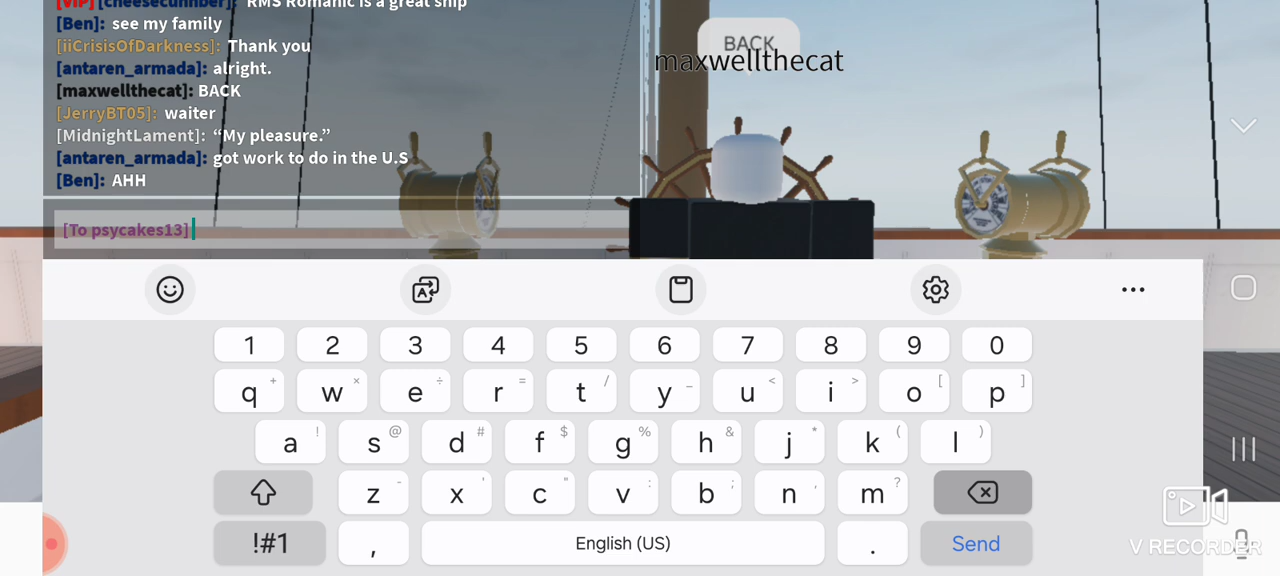 [VIP] [cheesecunnber]: RMS Romanic is a great ship
[Ben]: see my family
[iiCrisisOfDarkness]: Thank you
[antaren_armada]: alright.
[maxwellthecat]: BACK
[JerryBT05]: waiter
[MidnightLament]: “My pleasure.”
[antaren_armada]: got work to do in the U.S
[Ben]: AHH
[To psycakes13]
BACK
maxwellthecat
1 2 3 4 5 6 7 8 9 0
q + w × e ÷ r = t / y _ u < i > o [ p ]
a ! s @ d # f $ g % h & j * k ( l )
z - x ' c " v : b ; n , m ?
!#1 , English (US) . Send
V RECORDER